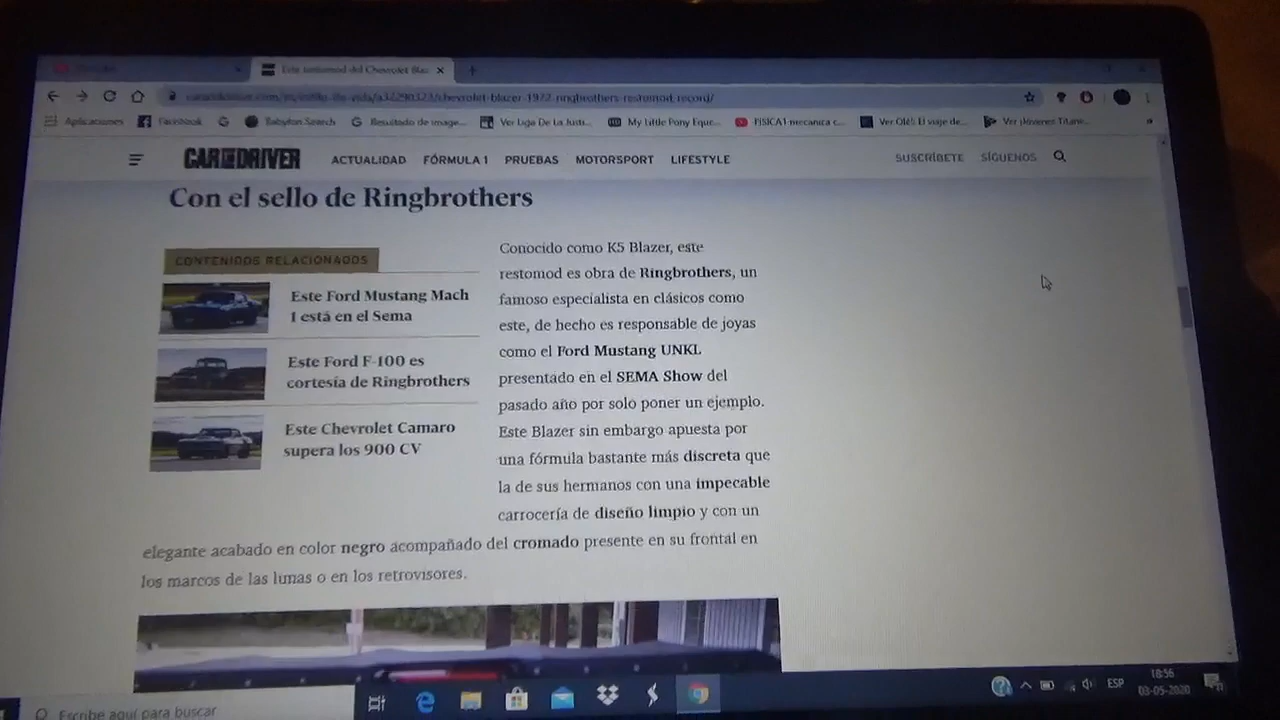 Este restomod del Chevrolet Blaz
caranddriver.com/es/estilo-de-vida/a32290323/chevrolet-blazer-1972-ringbrothers-restomod-record/
Aplicaciones
Facebook
Babylon Search
Resultado de image...
Ver Liga De La Justi...
My Little Pony Eque...
FISICA1 mecanica c...
Ver Olé! El viaje de...
Ver ¡Jóvenes Titane...
CAR AND DRIVER
ACTUALIDAD FÓRMULA 1 PRUEBAS MOTORSPORT LIFESTYLE
SUSCRÍBETE SÍGUENOS
Con el sello de Ringbrothers
CONTENIDOS RELACIONADOS
Este Ford Mustang Mach
1 está en el Sema
Este Ford F-100 es
cortesía de Ringbrothers
Este Chevrolet Camaro
supera los 900 CV
Conocido como K5 Blazer, este
restomod es obra de Ringbrothers, un
famoso especialista en clásicos como
este, de hecho es responsable de joyas
como el Ford Mustang UNKL
presentado en el SEMA Show del
pasado año por solo poner un ejemplo.
Este Blazer sin embargo apuesta por
una fórmula bastante más discreta que
la de sus hermanos con una impecable
carrocería de diseño limpio y con un
elegante acabado en color negro acompañado del cromado presente en su frontal en
los marcos de las lunas o en los retrovisores.
Escribe aquí para buscar
ESP
18:56
03-05-2020